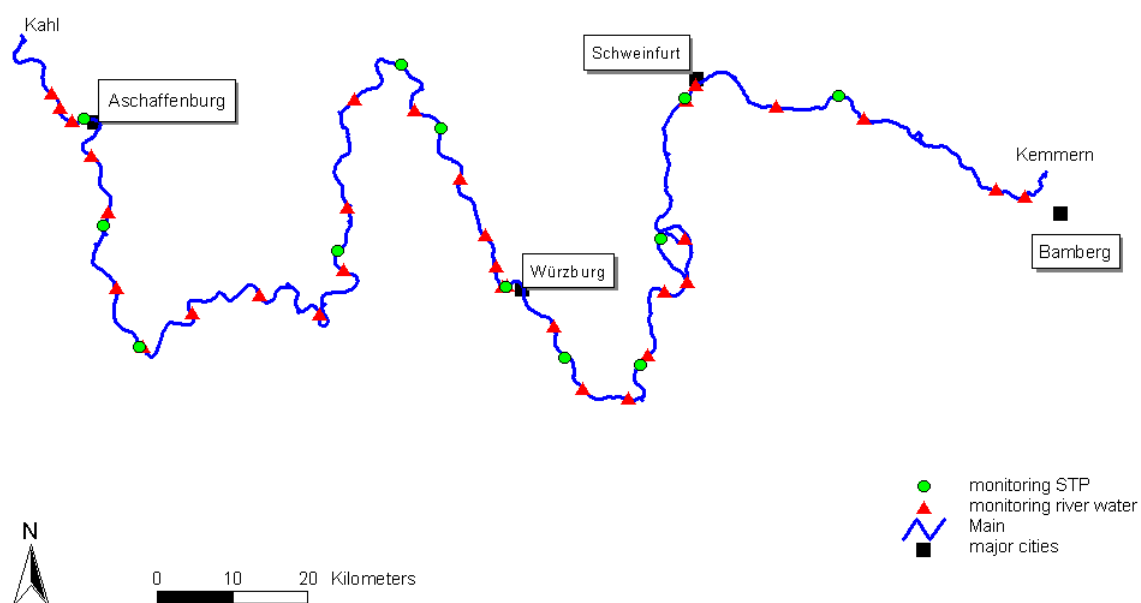 Kahl
Schweinfurt
Aschaffenburg
Kemmern
Bamberg
Würzburg
monitoring STP
monitoring river water
Main
major cities
N
0 10 20 Kilometers